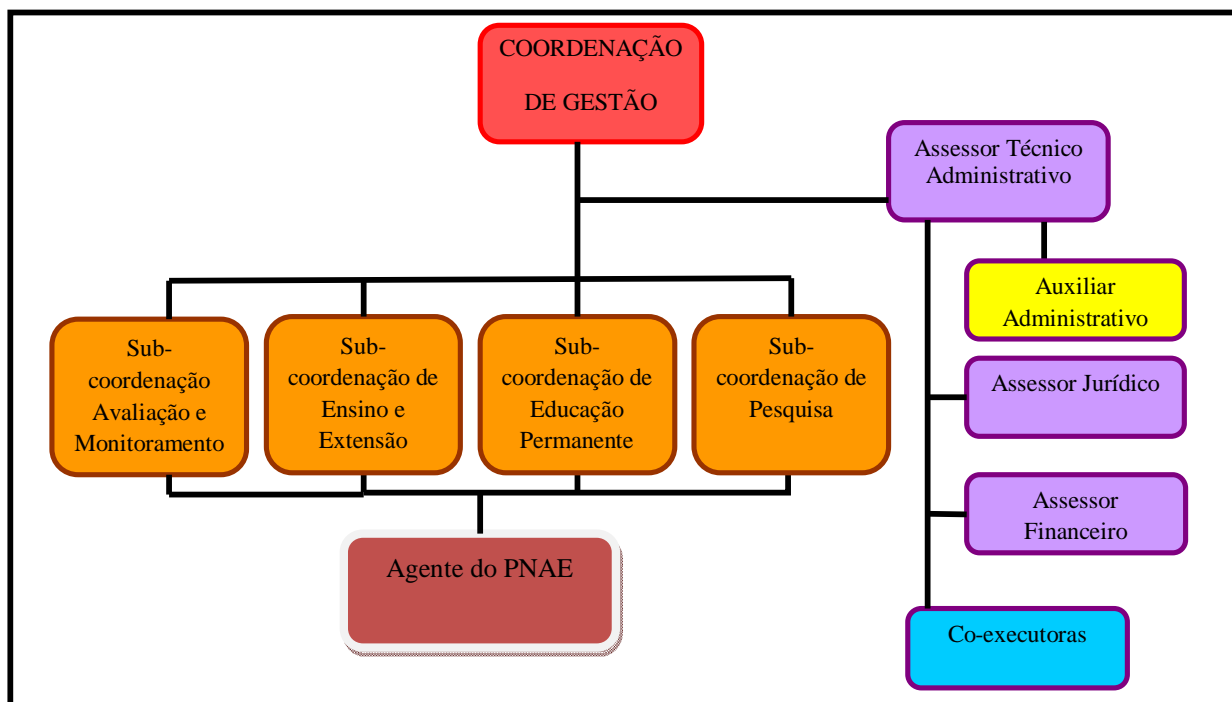 COORDENAÇÃO
DE GESTÃO
Assessor Técnico
Administrativo
Auxiliar
Administrativo
Assessor Jurídico
Assessor
Financeiro
Co-executoras
Sub-
coordenação
Avaliação e
Monitoramento
Sub-
coordenação de
Ensino e
Extensão
Sub-
coordenação de
Educação
Permanente
Sub-
coordenação de
Pesquisa
Agente do PNAE